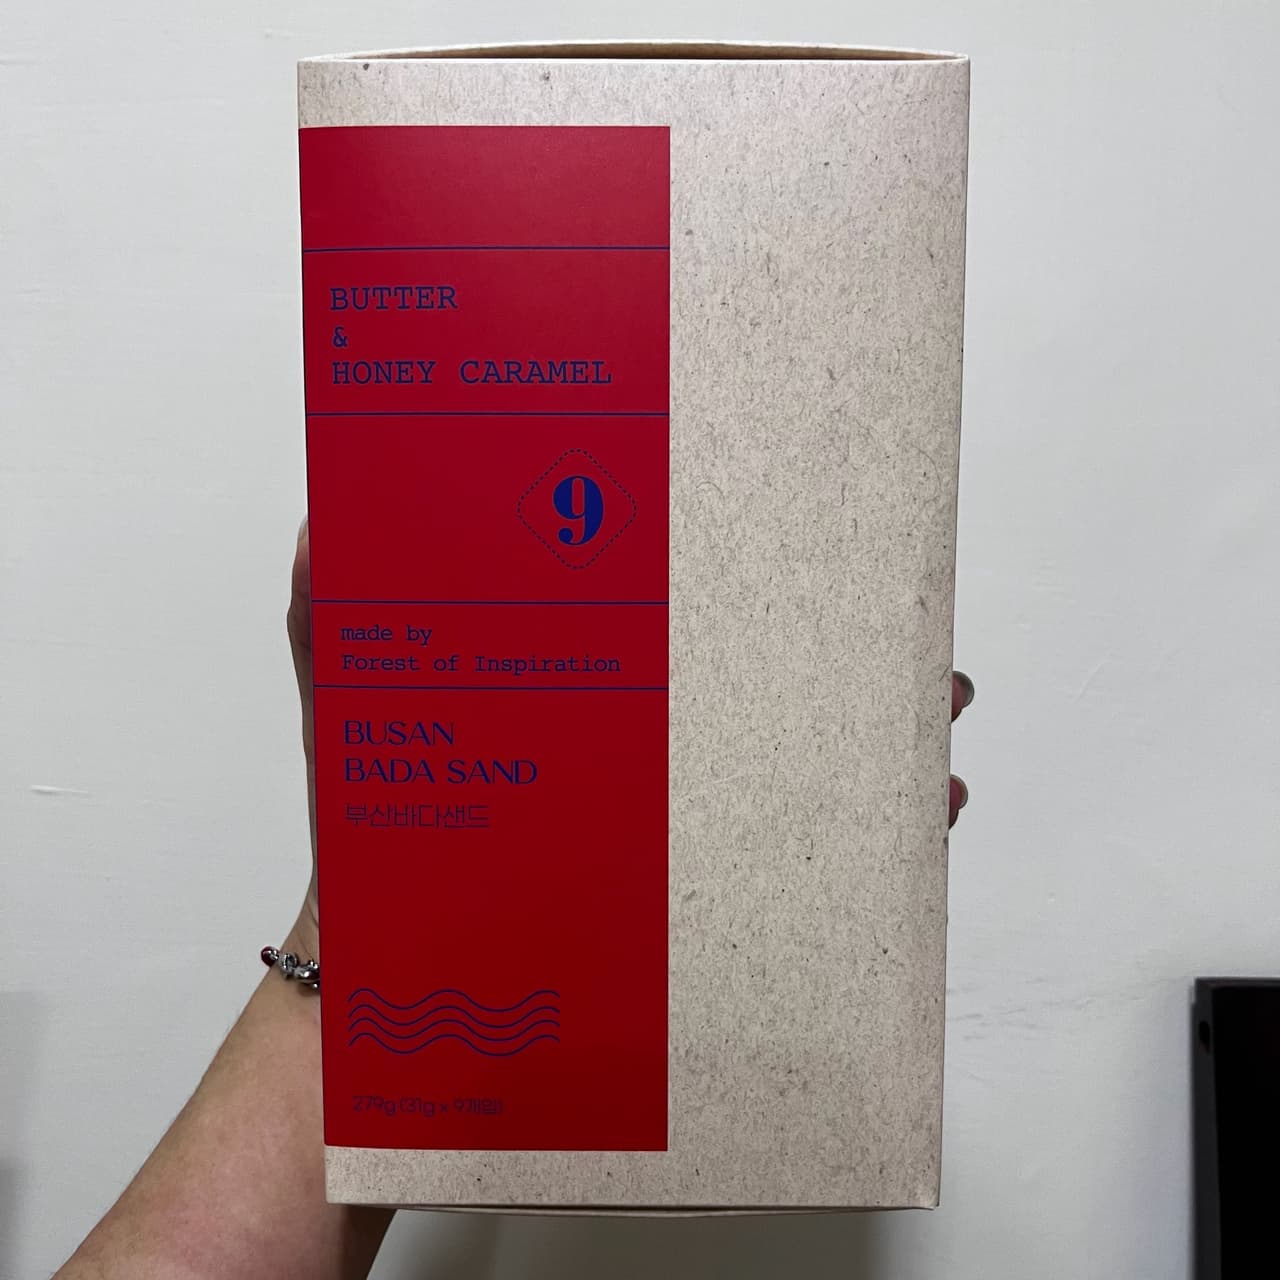 BUTTER
&
HONEY CARAMEL
9
made by
Forest of Inspiration
BUSAN
BADA SAND
부산바다샌드
279g (31g x 9개입)